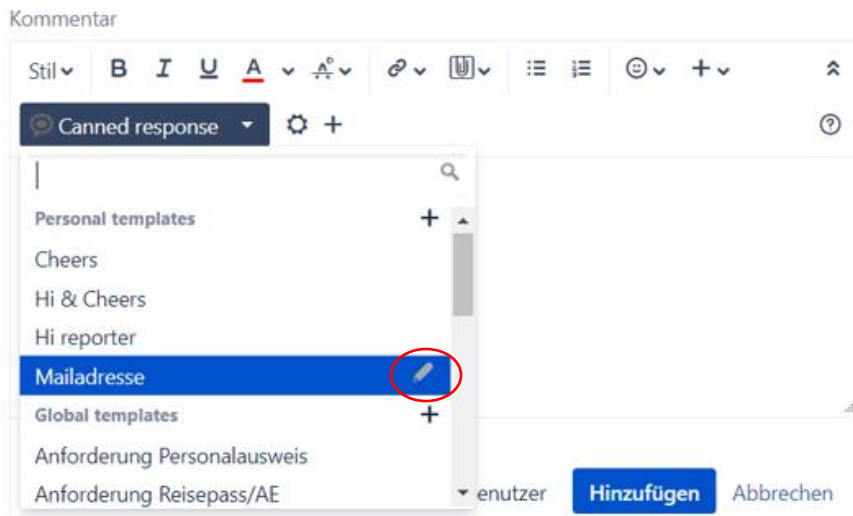 Kommentar
Stil B I U A
Canned response
Personal templates
Cheers
Hi & Cheers
Hi reporter
Mailadresse
Global templates
Anforderung Personalausweis
Anforderung Reisepass/AE
enutzer Hinzufügen Abbrechen